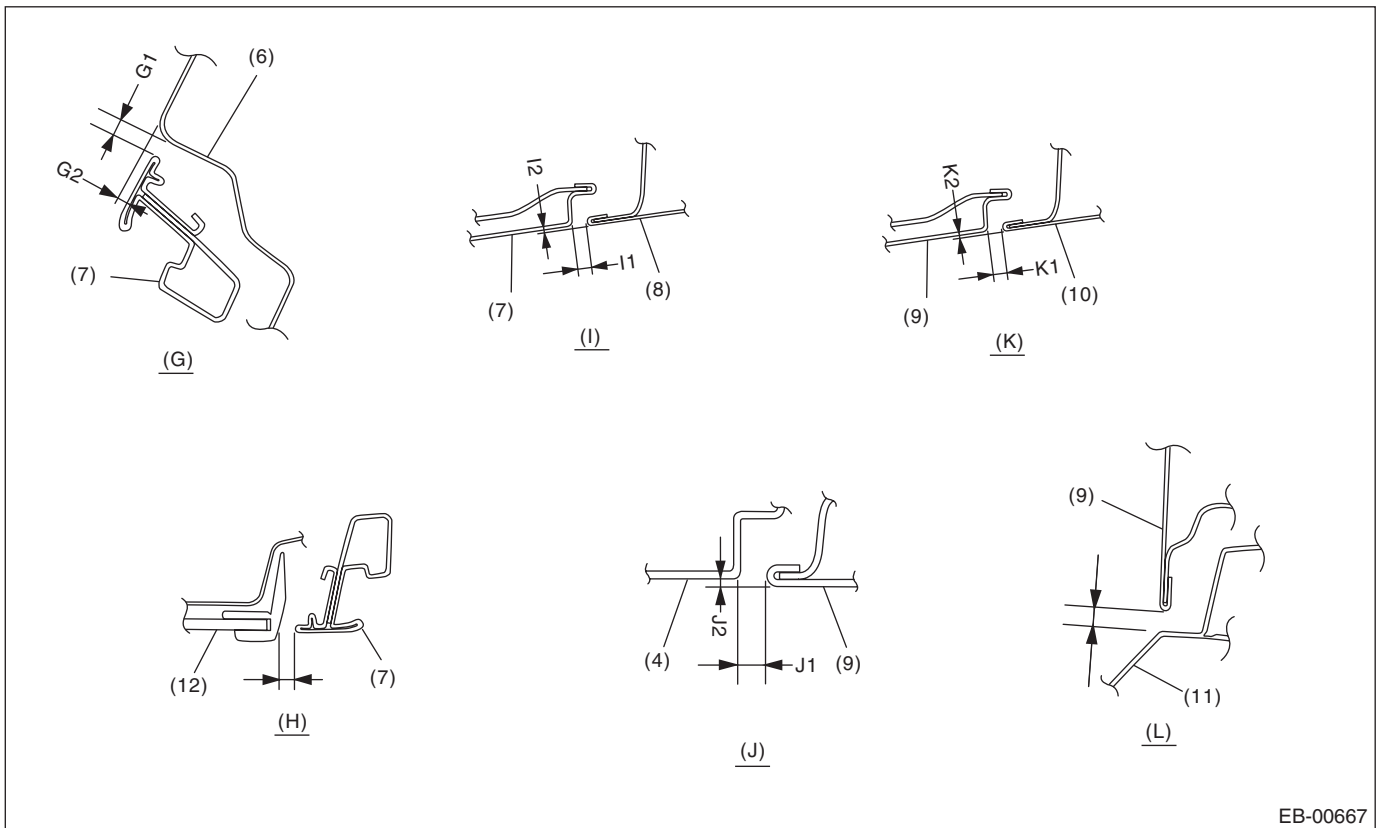 G1
(6)
G2
(7)
(G)
I2
I1
(7)
(8)
(I)
K2
K1
(9)
(10)
(K)
(12)
(7)
(H)
J2
J1
(4)
(9)
(J)
(9)
(11)
(L)
EB-00667